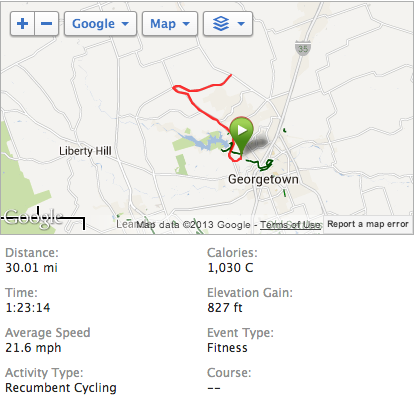 + −
Google
Map
35
Liberty Hill
Georgetown
Google
Map data ©2013 Google - Terms of Use
Report a map error
Distance:
30.01 mi
Calories:
1,030 C
Time:
1:23:14
Elevation Gain:
827 ft
Average Speed
21.6 mph
Event Type:
Fitness
Activity Type:
Recumbent Cycling
Course:
--